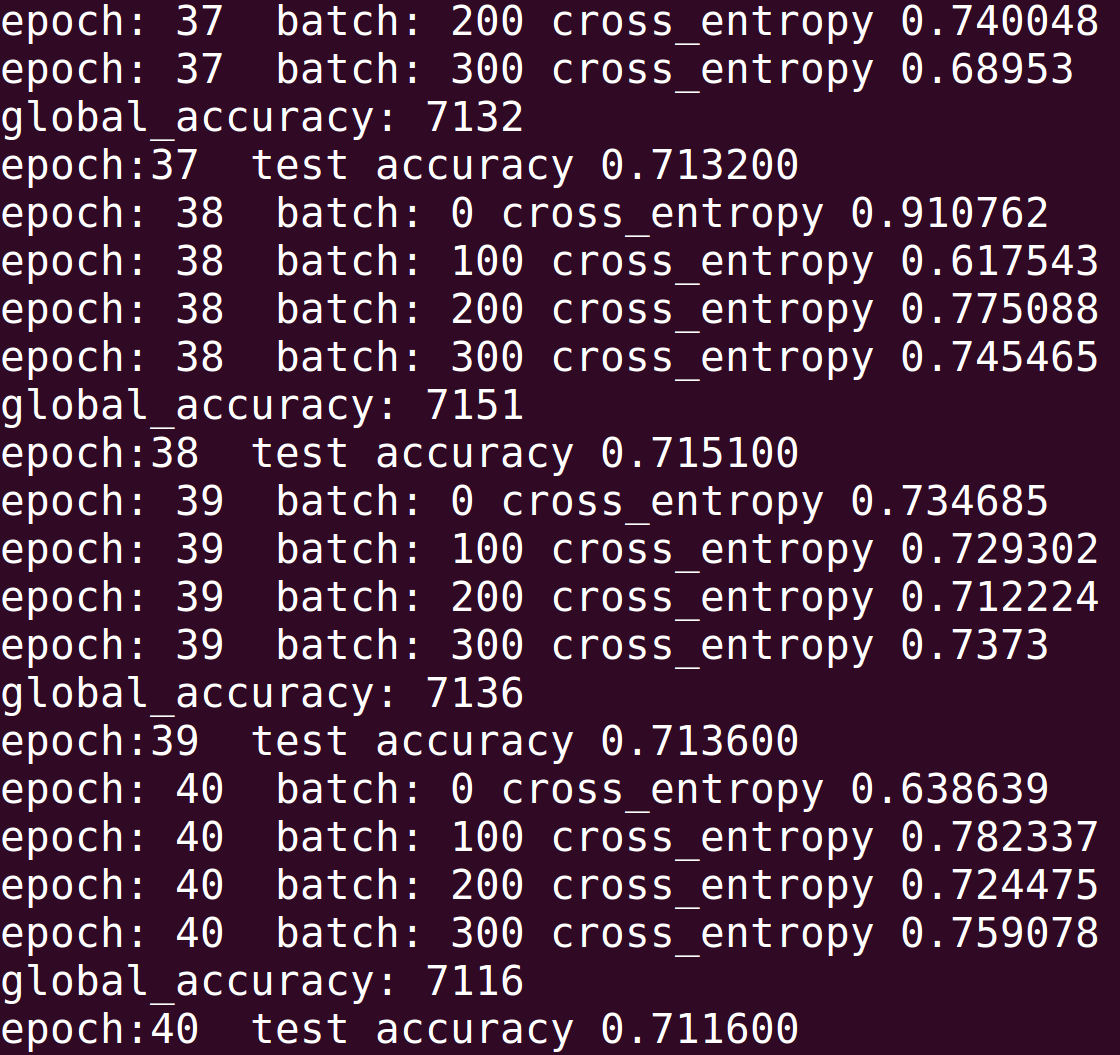 epoch: 37  batch: 200 cross_entropy 0.740048
epoch: 37  batch: 300 cross_entropy 0.68953
global_accuracy: 7132
epoch:37  test accuracy 0.713200
epoch: 38  batch: 0 cross_entropy 0.910762
epoch: 38  batch: 100 cross_entropy 0.617543
epoch: 38  batch: 200 cross_entropy 0.775088
epoch: 38  batch: 300 cross_entropy 0.745465
global_accuracy: 7151
epoch:38  test accuracy 0.715100
epoch: 39  batch: 0 cross_entropy 0.734685
epoch: 39  batch: 100 cross_entropy 0.729302
epoch: 39  batch: 200 cross_entropy 0.712224
epoch: 39  batch: 300 cross_entropy 0.7373
global_accuracy: 7136
epoch:39  test accuracy 0.713600
epoch: 40  batch: 0 cross_entropy 0.638639
epoch: 40  batch: 100 cross_entropy 0.782337
epoch: 40  batch: 200 cross_entropy 0.724475
epoch: 40  batch: 300 cross_entropy 0.759078
global_accuracy: 7116
epoch:40  test accuracy 0.711600